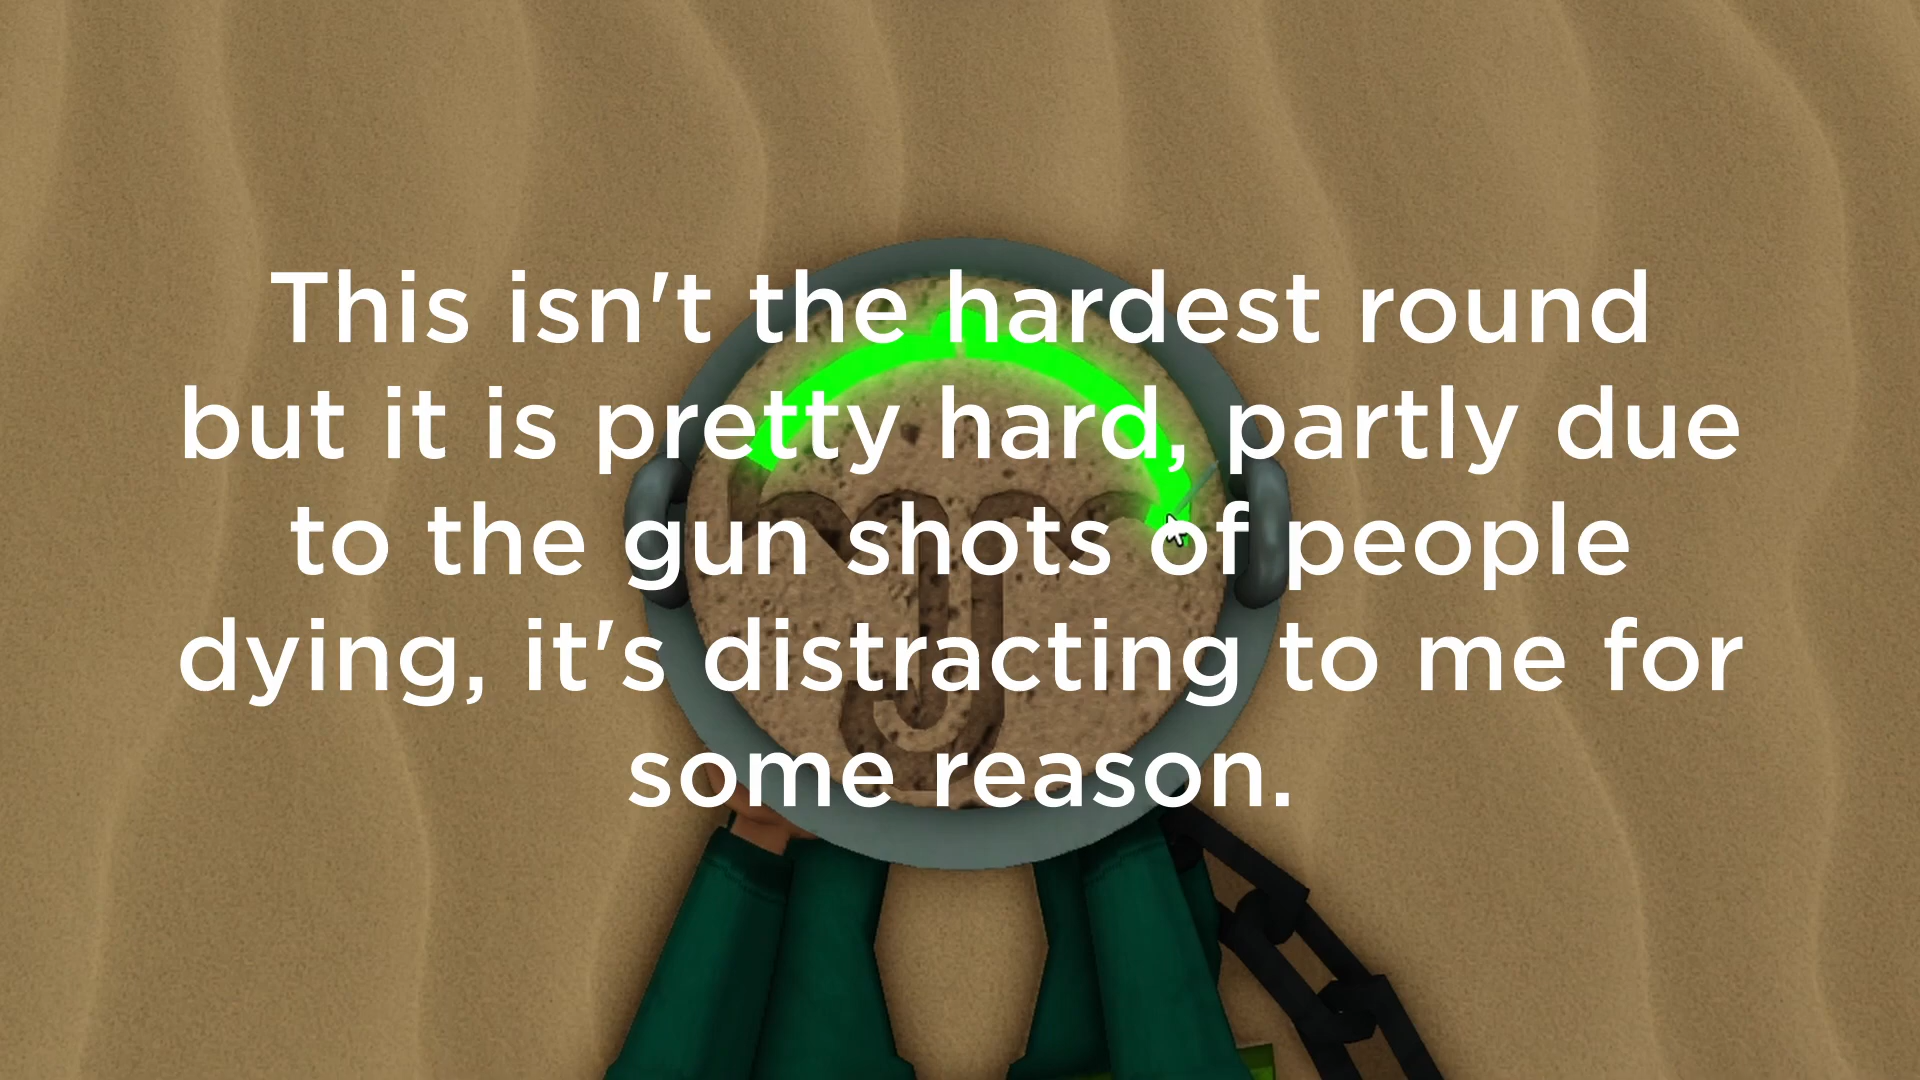 This isn't the hardest round
but it is pretty hard, partly due
to the gun shots of people
dying, it's distracting to me for
some reason.